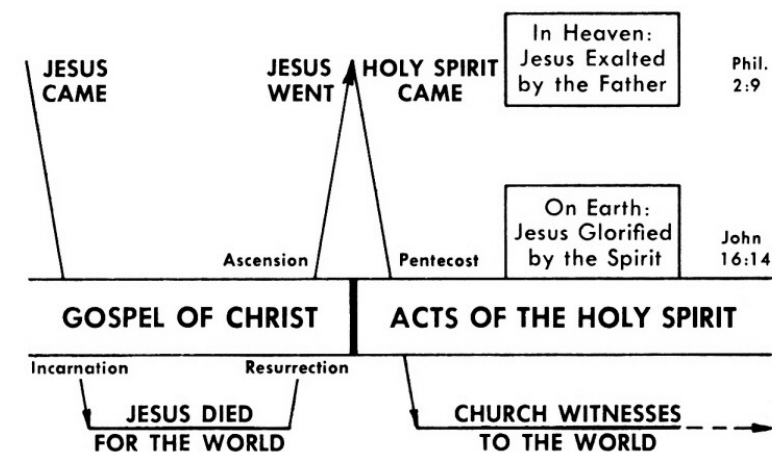 In Heaven:
Jesus Exalted
by the Father
Phil.
2:9
JESUS
CAME
JESUS
WENT
HOLY SPIRIT
CAME
On Earth:
Jesus Glorified
by the Spirit
John
16:14
Ascension
Pentecost
GOSPEL OF CHRIST
ACTS OF THE HOLY SPIRIT
Incarnation
Resurrection
JESUS DIED
FOR THE WORLD
CHURCH WITNESSES
TO THE WORLD